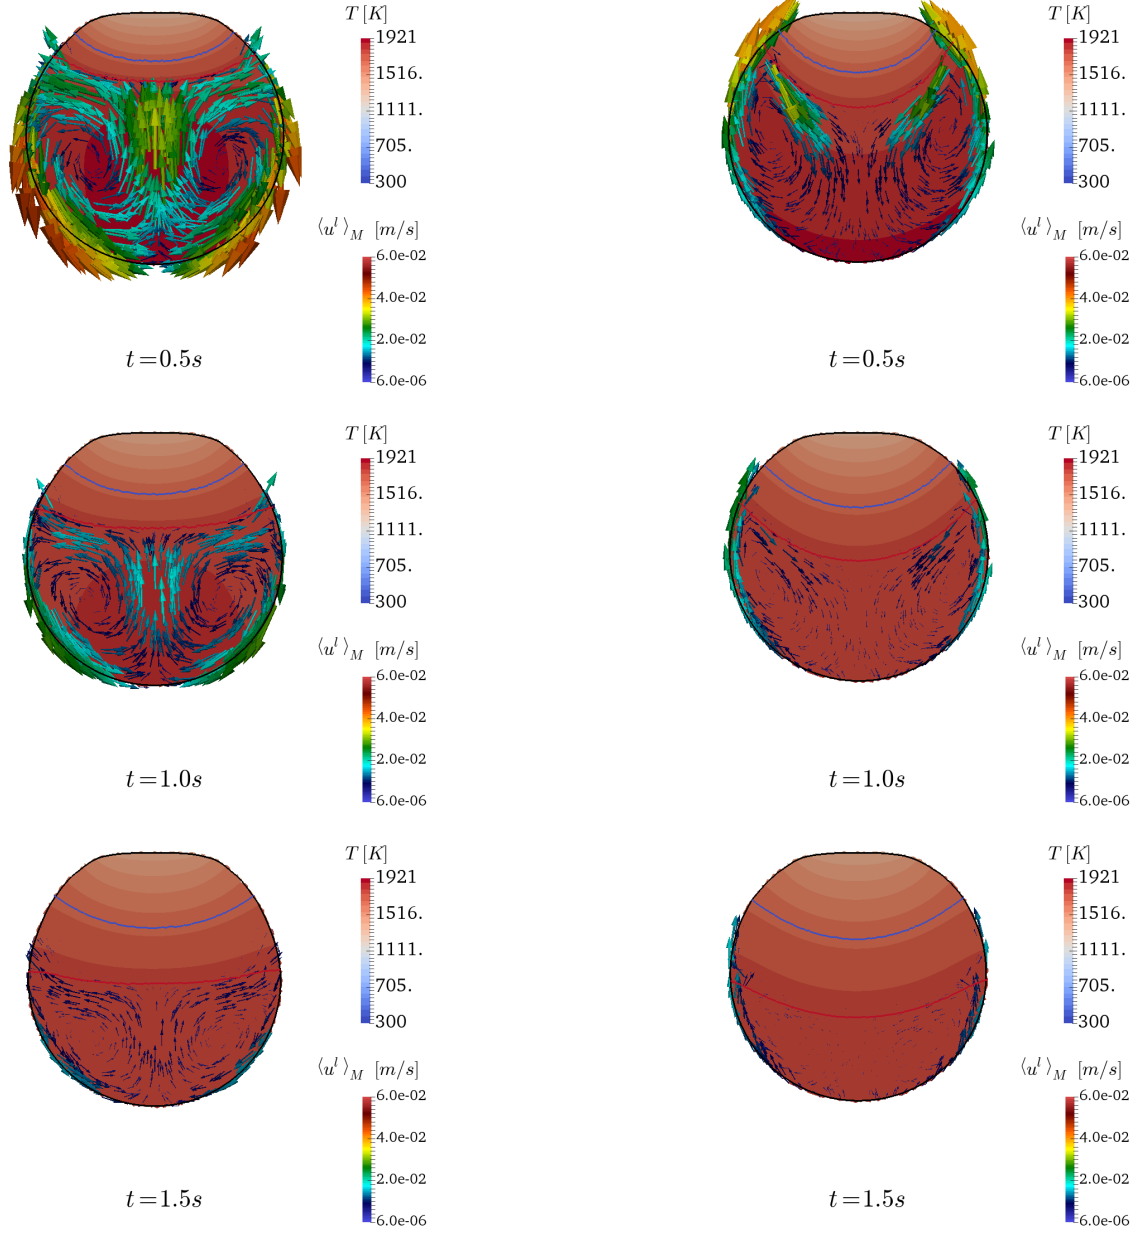 T [K]
1921
1516.
1111.
705.
300
⟨u^l⟩_M [m/s]
6.0e-02
4.0e-02
2.0e-02
6.0e-06
t=0.5s
T [K]
1921
1516.
1111.
705.
300
⟨u^l⟩_M [m/s]
6.0e-02
4.0e-02
2.0e-02
6.0e-06
t=0.5s
T [K]
1921
1516.
1111.
705.
300
⟨u^l⟩_M [m/s]
6.0e-02
4.0e-02
2.0e-02
6.0e-06
t=1.0s
T [K]
1921
1516.
1111.
705.
300
⟨u^l⟩_M [m/s]
6.0e-02
4.0e-02
2.0e-02
6.0e-06
t=1.0s
T [K]
1921
1516.
1111.
705.
300
⟨u^l⟩_M [m/s]
6.0e-02
4.0e-02
2.0e-02
6.0e-06
t=1.5s
T [K]
1921
1516.
1111.
705.
300
⟨u^l⟩_M [m/s]
6.0e-02
4.0e-02
2.0e-02
6.0e-06
t=1.5s